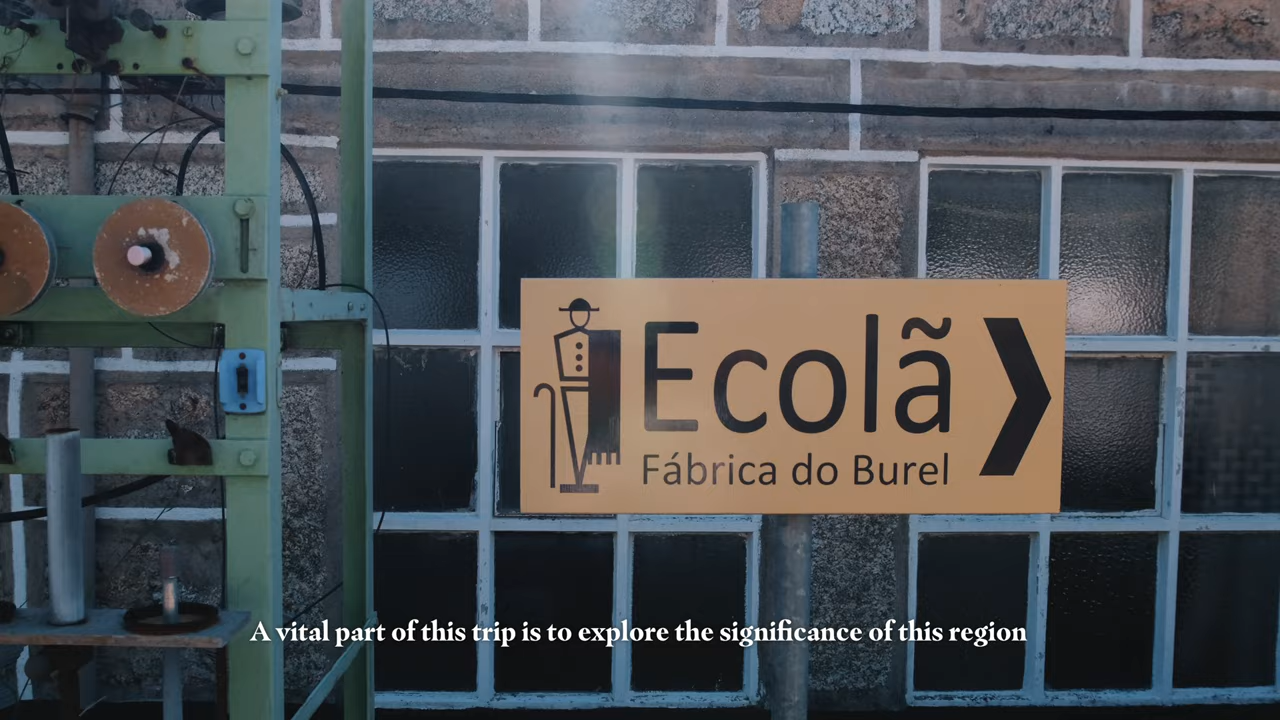 Ecolã
Fábrica do Burel
A vital part of this trip is to explore the significance of this region